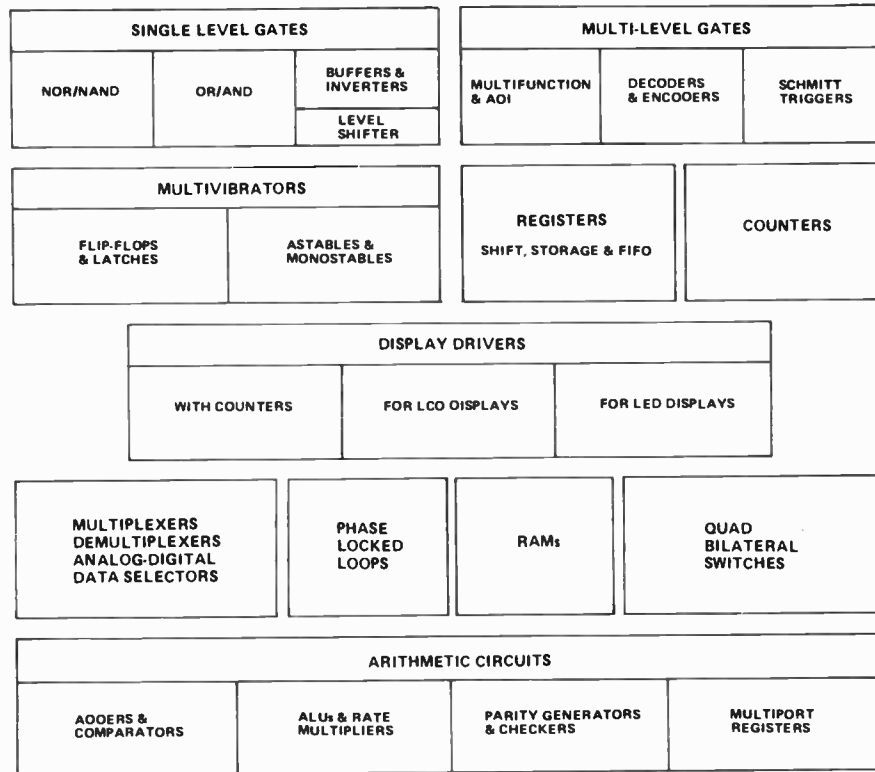 SINGLE LEVEL GATES
NOR/NAND
OR/AND
BUFFERS &
INVERTERS
LEVEL
SHIFTER
MULTI-LEVEL GATES
MULTIFUNCTION
& AOI
DECODERS
& ENCOOERS
SCHMITT
TRIGGERS
MULTIVIBRATORS
FLIP-FLOPS
& LATCHES
ASTABLES &
MONOSTABLES
REGISTERS
SHIFT, STORAGE & FIFO
COUNTERS
DISPLAY DRIVERS
WITH COUNTERS
FOR LCO OISPLAYS
FOR LED DISPLAYS
MULTIPLEXERS
DEMULTIPLEXERS
ANALOG-DIGITAL
DATA SELECTORS
PHASE
LOCKED
LOOPS
RAMs
QUAD
BILATERAL
SWITCHES
ARITHMETIC CIRCUITS
AOOERS &
COMPARATORS
ALUs & RATE
MULTIPLIERS
PARITY GENERATORS
& CHECKERS
MULTIPORT
REGISTERS